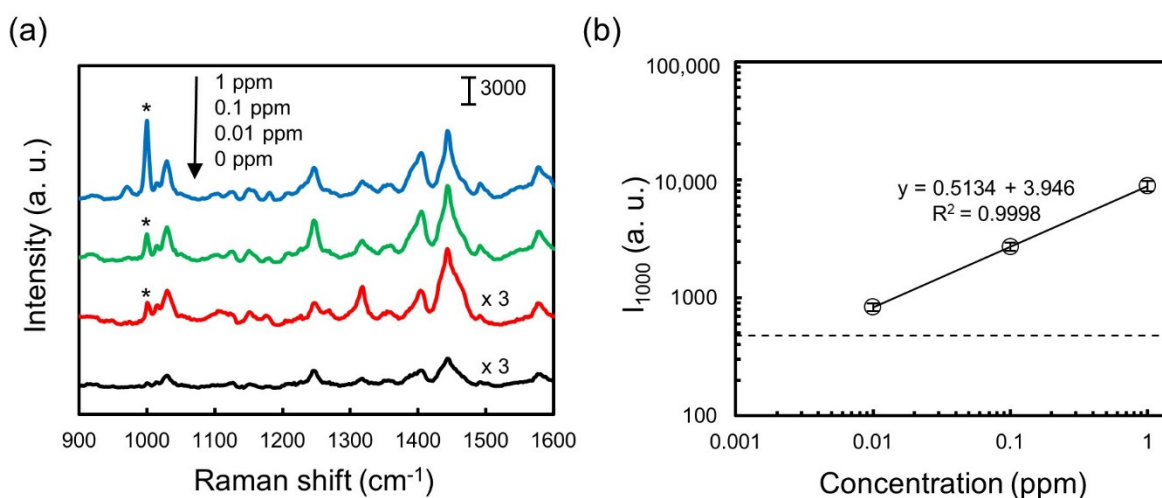 (a)
Intensity (a. u.)
*
1 ppm
0.1 ppm
0.01 ppm
0 ppm
3000
*
*
x 3
x 3
900 1000 1100 1200 1300 1400 1500 1600
Raman shift (cm-1)
(b)
I1000 (a. u.)
100,000
10,000
1000
100
y = 0.5134 + 3.946
R2 = 0.9998
0.001 0.01 0.1 1
Concentration (ppm)